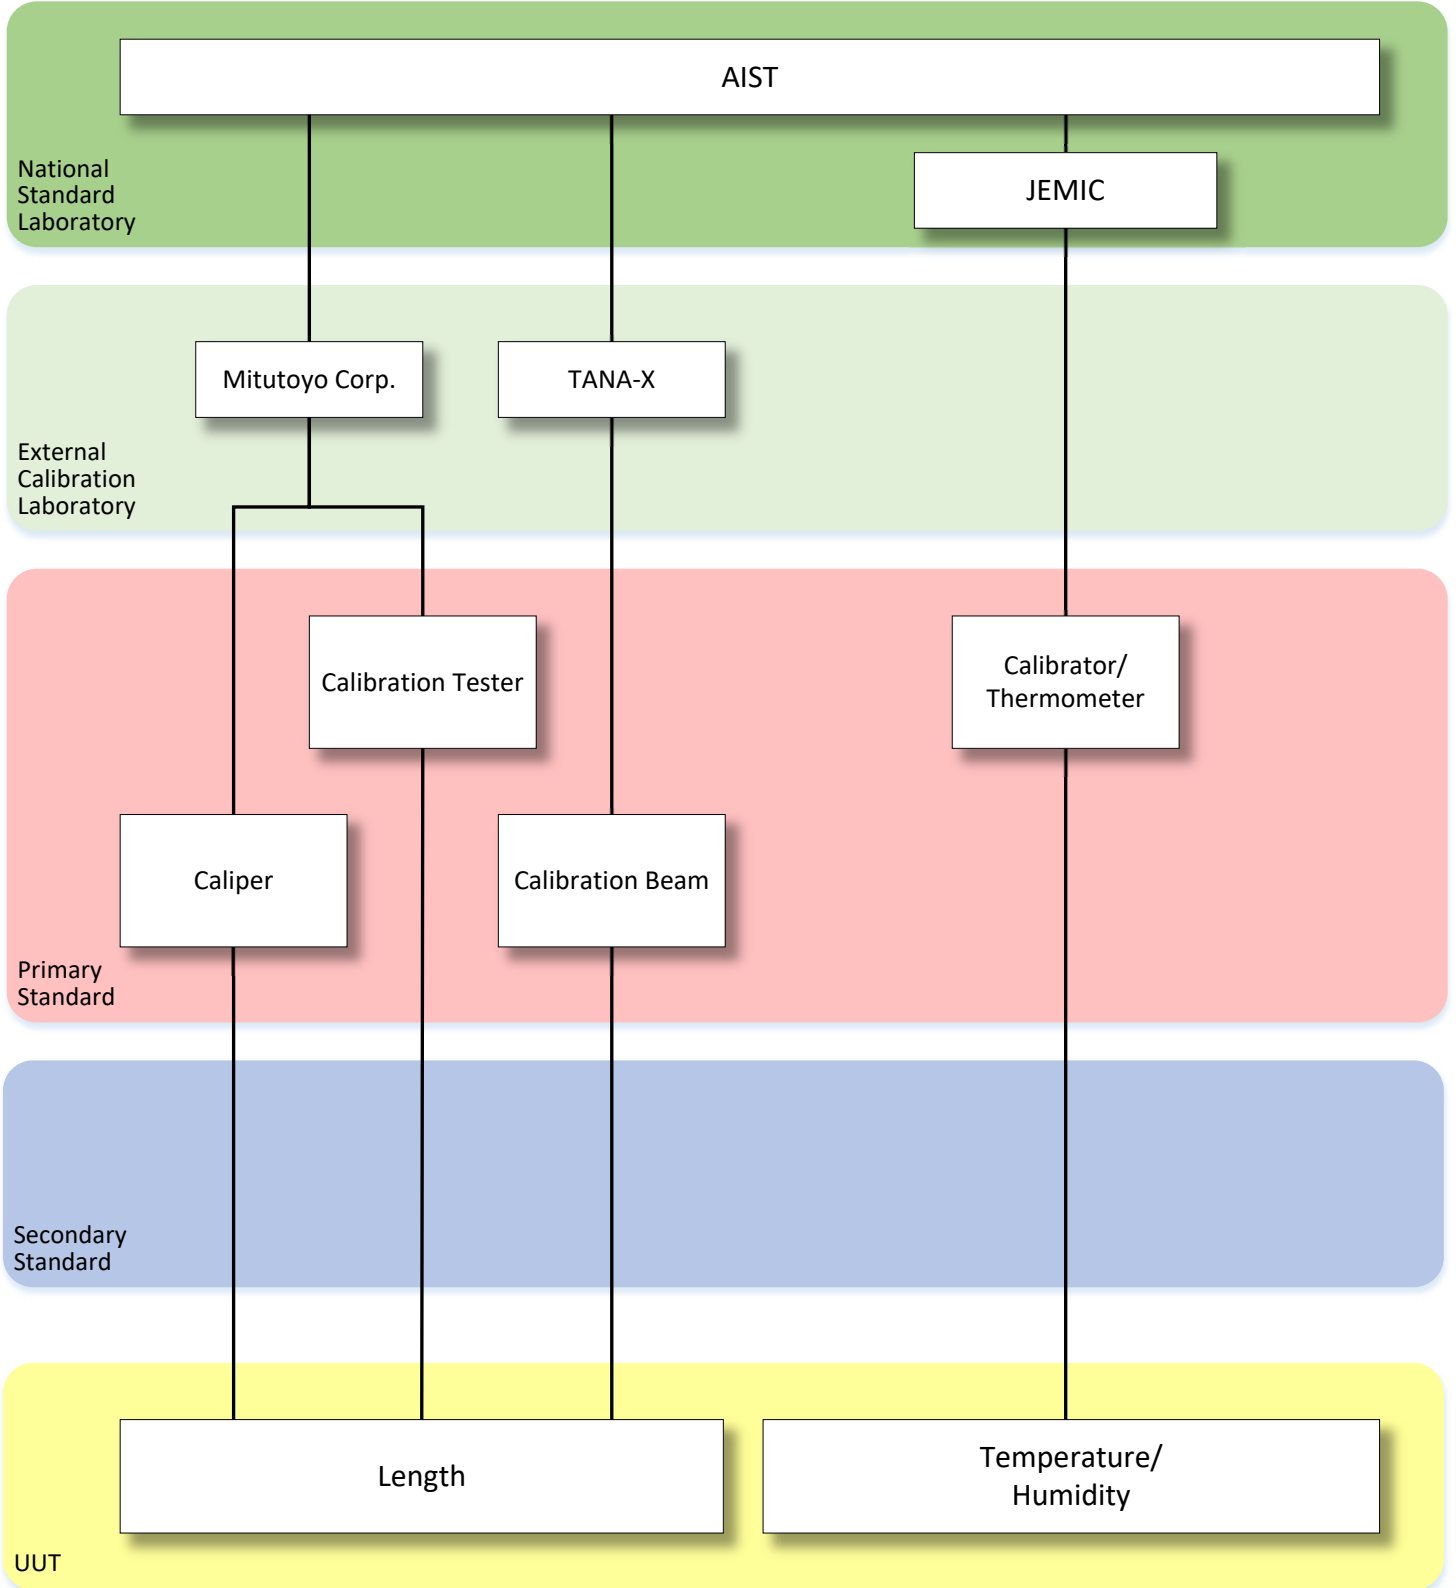 AIST
National
Standard
Laboratory
JEMIC
Mitutoyo Corp.
TANA-X
External
Calibration
Laboratory
Calibration Tester
Calibrator/
Thermometer
Caliper
Calibration Beam
Primary
Standard
Secondary
Standard
Length
Temperature/
Humidity
UUT